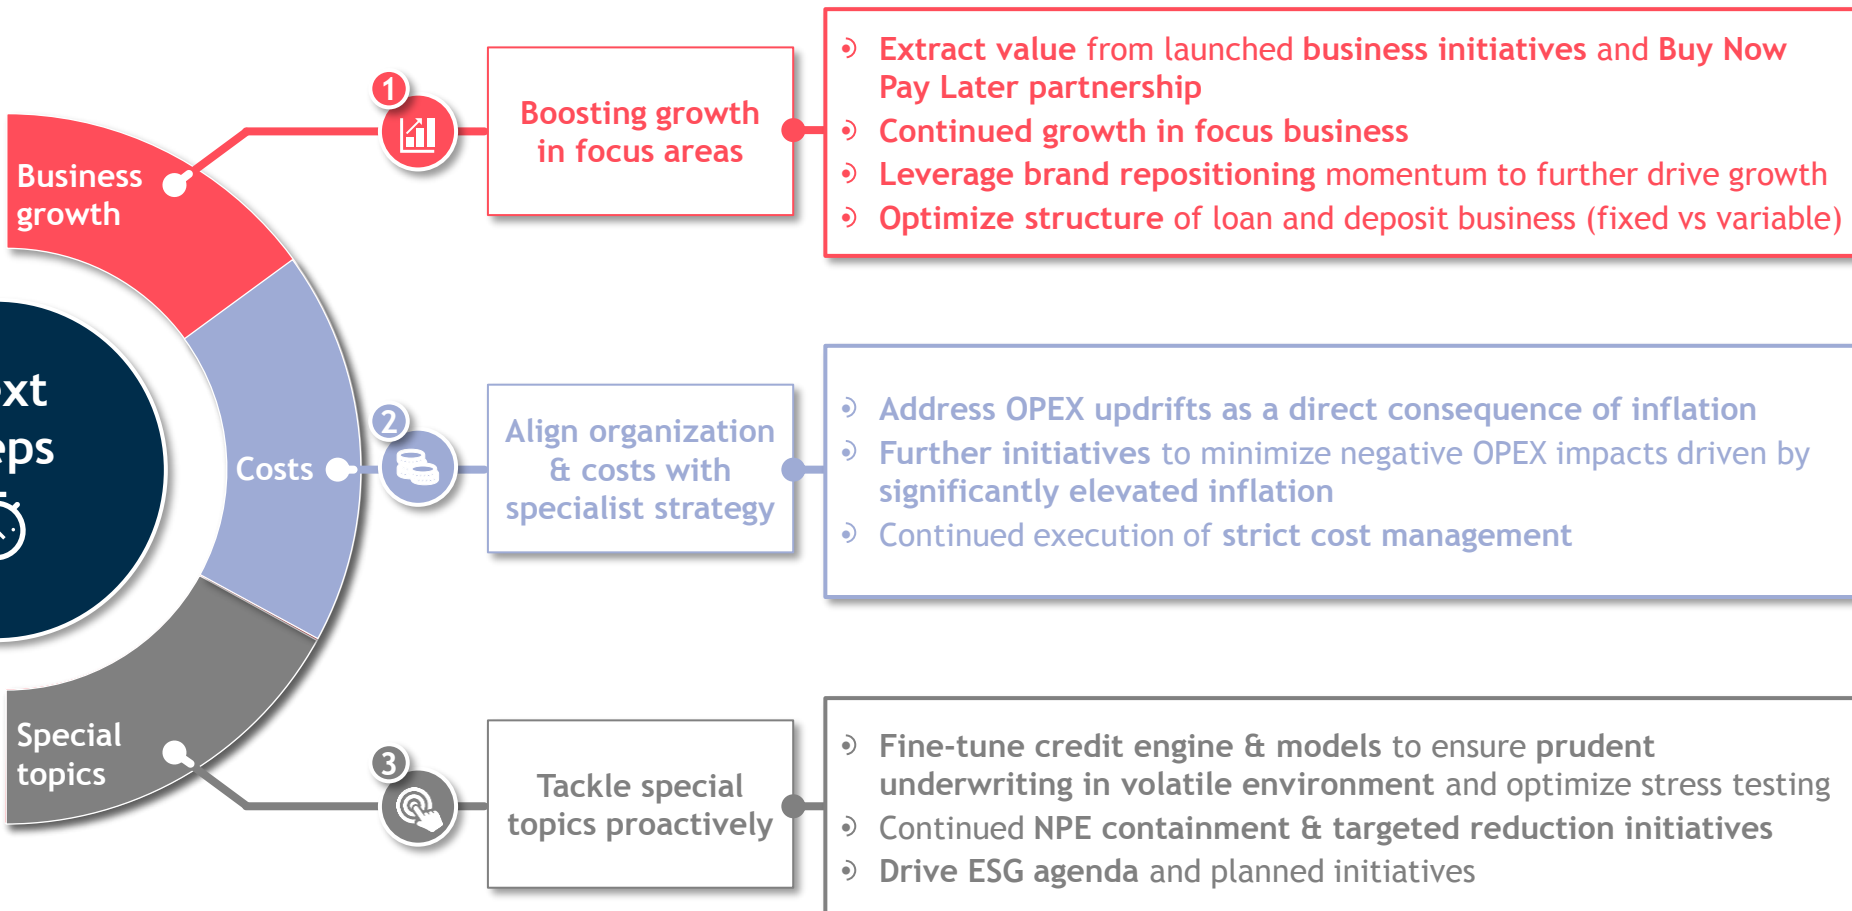 Business
growth
1
Boosting growth
in focus areas
Extract value from launched business initiatives and Buy Now
Pay Later partnership
Continued growth in focus business
Leverage brand repositioning momentum to further drive growth
Optimize structure of loan and deposit business (fixed vs variable)
ext
eps
Costs
2
Align organization
& costs with
specialist strategy
Address OPEX updrifts as a direct consequence of inflation
Further initiatives to minimize negative OPEX impacts driven by
significantly elevated inflation
Continued execution of strict cost management
Special
topics
3
Tackle special
topics proactively
Fine-tune credit engine & models to ensure prudent
underwriting in volatile environment and optimize stress testing
Continued NPE containment & targeted reduction initiatives
Drive ESG agenda and planned initiatives